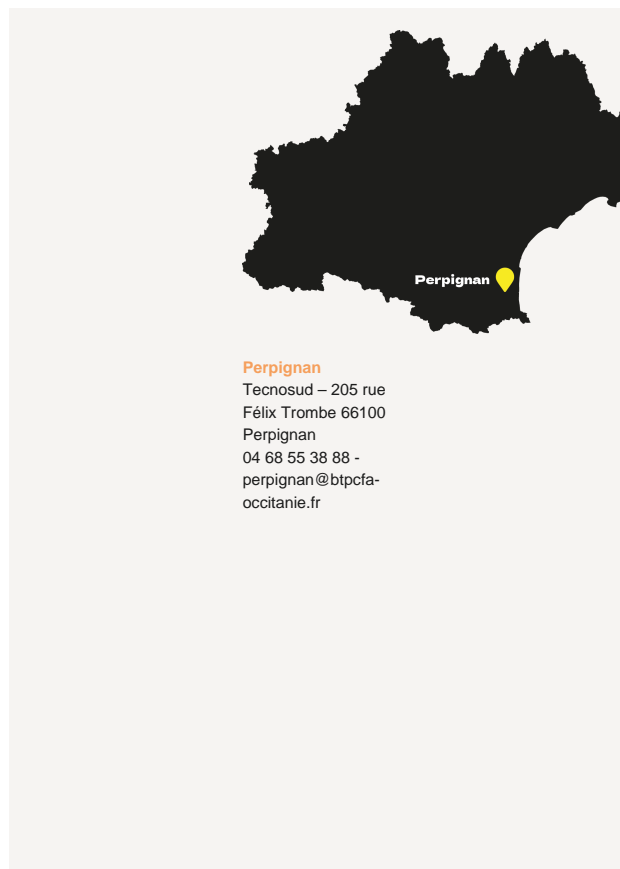 Perpignan
Perpignan
Tecnosud – 205 rue
Félix Trombe 66100
Perpignan
04 68 55 38 88 -
perpignan@btpcfa-
occitanie.fr